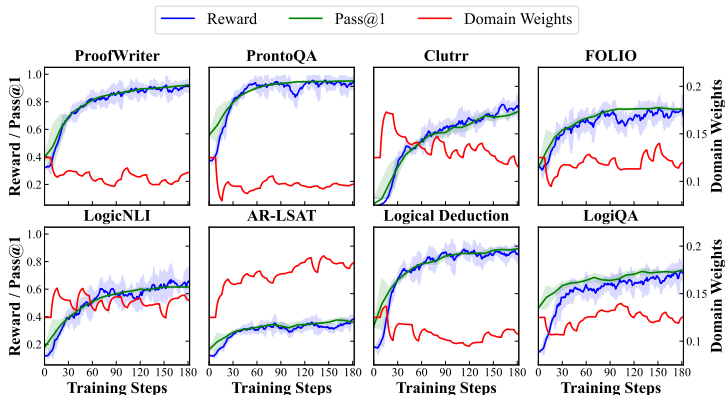 Reward Pass@1 Domain Weights
ProofWriter ProntoQA Clutrr FOLIO
Reward / Pass@1
1.0
0.8
0.6
0.4
0.2
0.2
0.15
0.1
Domain Weights
LogicNLI AR-LSAT Logical Deduction LogiQA
Reward / Pass@1
1.0
0.8
0.6
0.4
0.2
0.2
0.15
0.1
Domain Weights
0 30 60 90 120 150 180 0 30 60 90 120 150 180 0 30 60 90 120 150 180 0 30 60 90 120 150 180
Training Steps Training Steps Training Steps Training Steps